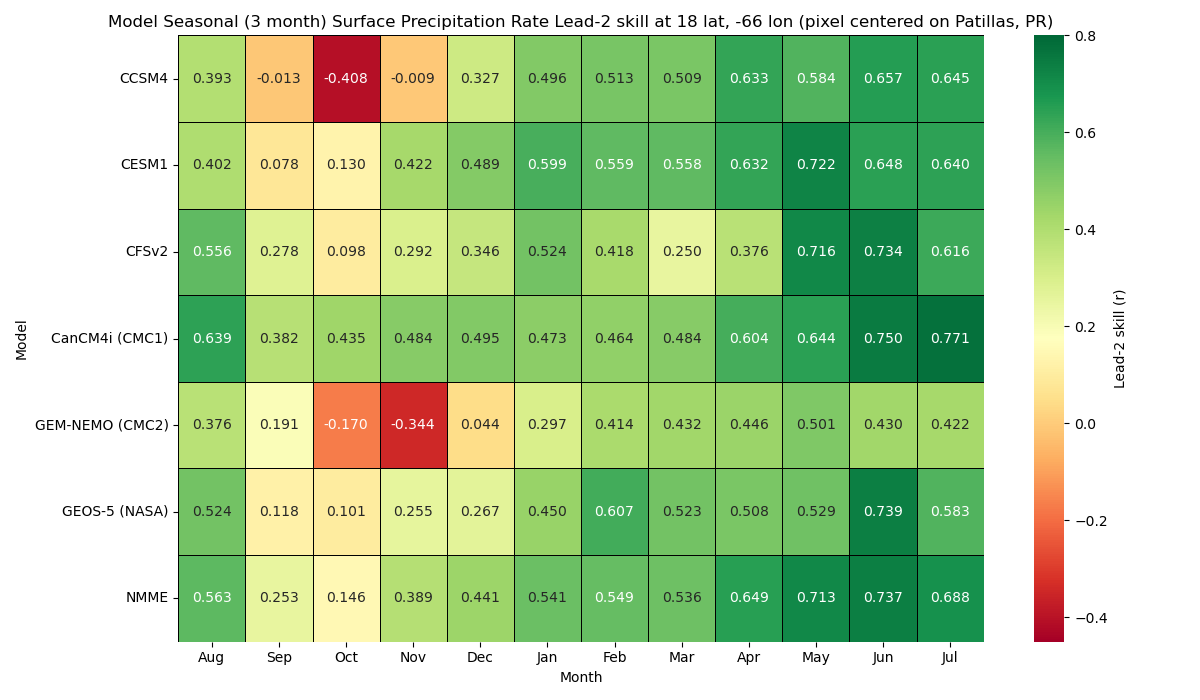 Model Seasonal (3 month) Surface Precipitation Rate Lead-2 skill at 18 lat, -66 lon (pixel centered on Patillas, PR)
CCSM4 0.393 -0.013 -0.408 -0.009 0.327 0.496 0.513 0.509 0.633 0.584 0.657 0.645
CESM1 0.402 0.078 0.130 0.422 0.489 0.599 0.559 0.558 0.632 0.722 0.648 0.640
CFSv2 0.556 0.278 0.098 0.292 0.346 0.524 0.418 0.250 0.376 0.716 0.734 0.616
CanCM4i (CMC1) 0.639 0.382 0.435 0.484 0.495 0.473 0.464 0.484 0.604 0.644 0.750 0.771
GEM-NEMO (CMC2) 0.376 0.191 -0.170 -0.344 0.044 0.297 0.414 0.432 0.446 0.501 0.430 0.422
GEOS-5 (NASA) 0.524 0.118 0.101 0.255 0.267 0.450 0.607 0.523 0.508 0.529 0.739 0.583
NMME 0.563 0.253 0.146 0.389 0.441 0.541 0.549 0.536 0.649 0.713 0.737 0.688
Aug Sep Oct Nov Dec Jan Feb Mar Apr May Jun Jul
Month
Model
0.8
0.6
0.4
0.2
0.0
−0.2
−0.4
Lead-2 skill (r)